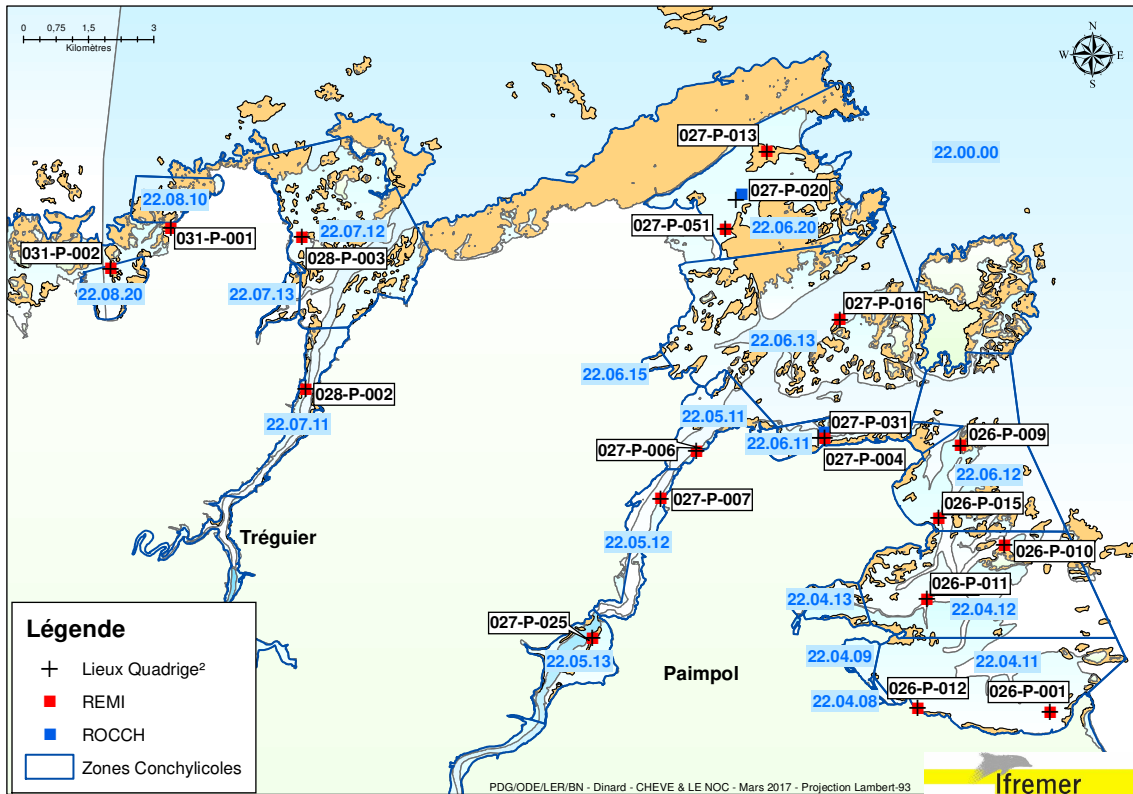 0 0,75 1,5 3
Kilomètres
N
W E
S
027-P-013
22.00.00
027-P-020
22.08.10
027-P-051
22.06.20
031-P-001
22.07.12
031-P-002
028-P-003
22.08.20
22.07.13
027-P-016
22.06.13
22.06.15
028-P-002
22.05.11
22.07.11
027-P-031
026-P-009
22.06.11
027-P-006
027-P-004
22.06.12
027-P-007
026-P-015
Tréguier
22.05.12
026-P-010
026-P-011
22.04.13
22.04.12
027-P-025
22.05.13
22.04.09
22.04.11
Paimpol
026-P-012
026-P-001
22.04.08
Légende
Lieux Quadrige²
REMI
ROCCH
Zones Conchylicoles
PDG/ODE/LER/BN - Dinard - CHEVE & LE NOC - Mars 2017 - Projection Lambert-93
Ifremer